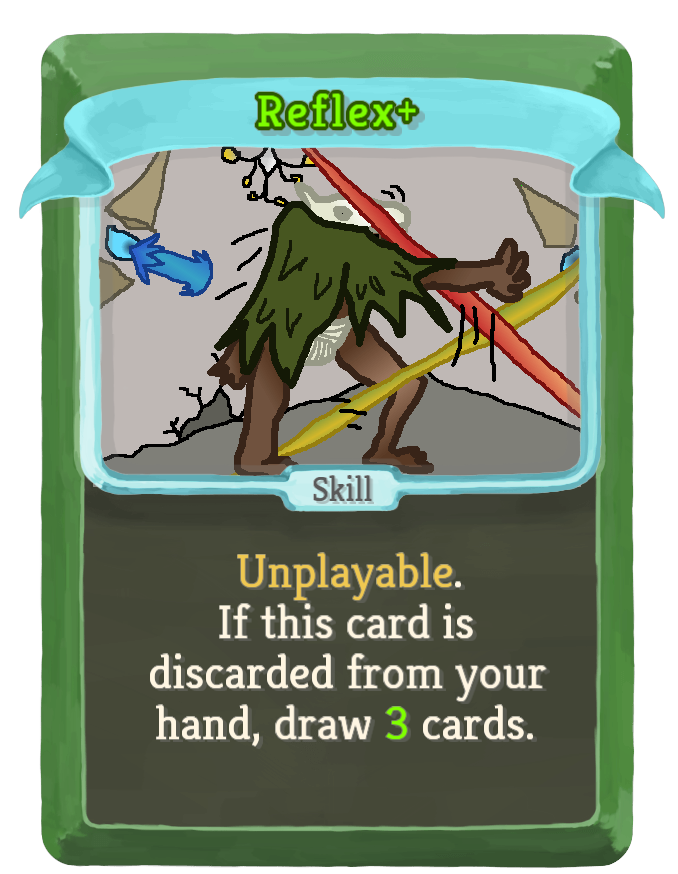 Reflex+
Skill
Unplayable.
If this card is
discarded from your
hand, draw 3 cards.